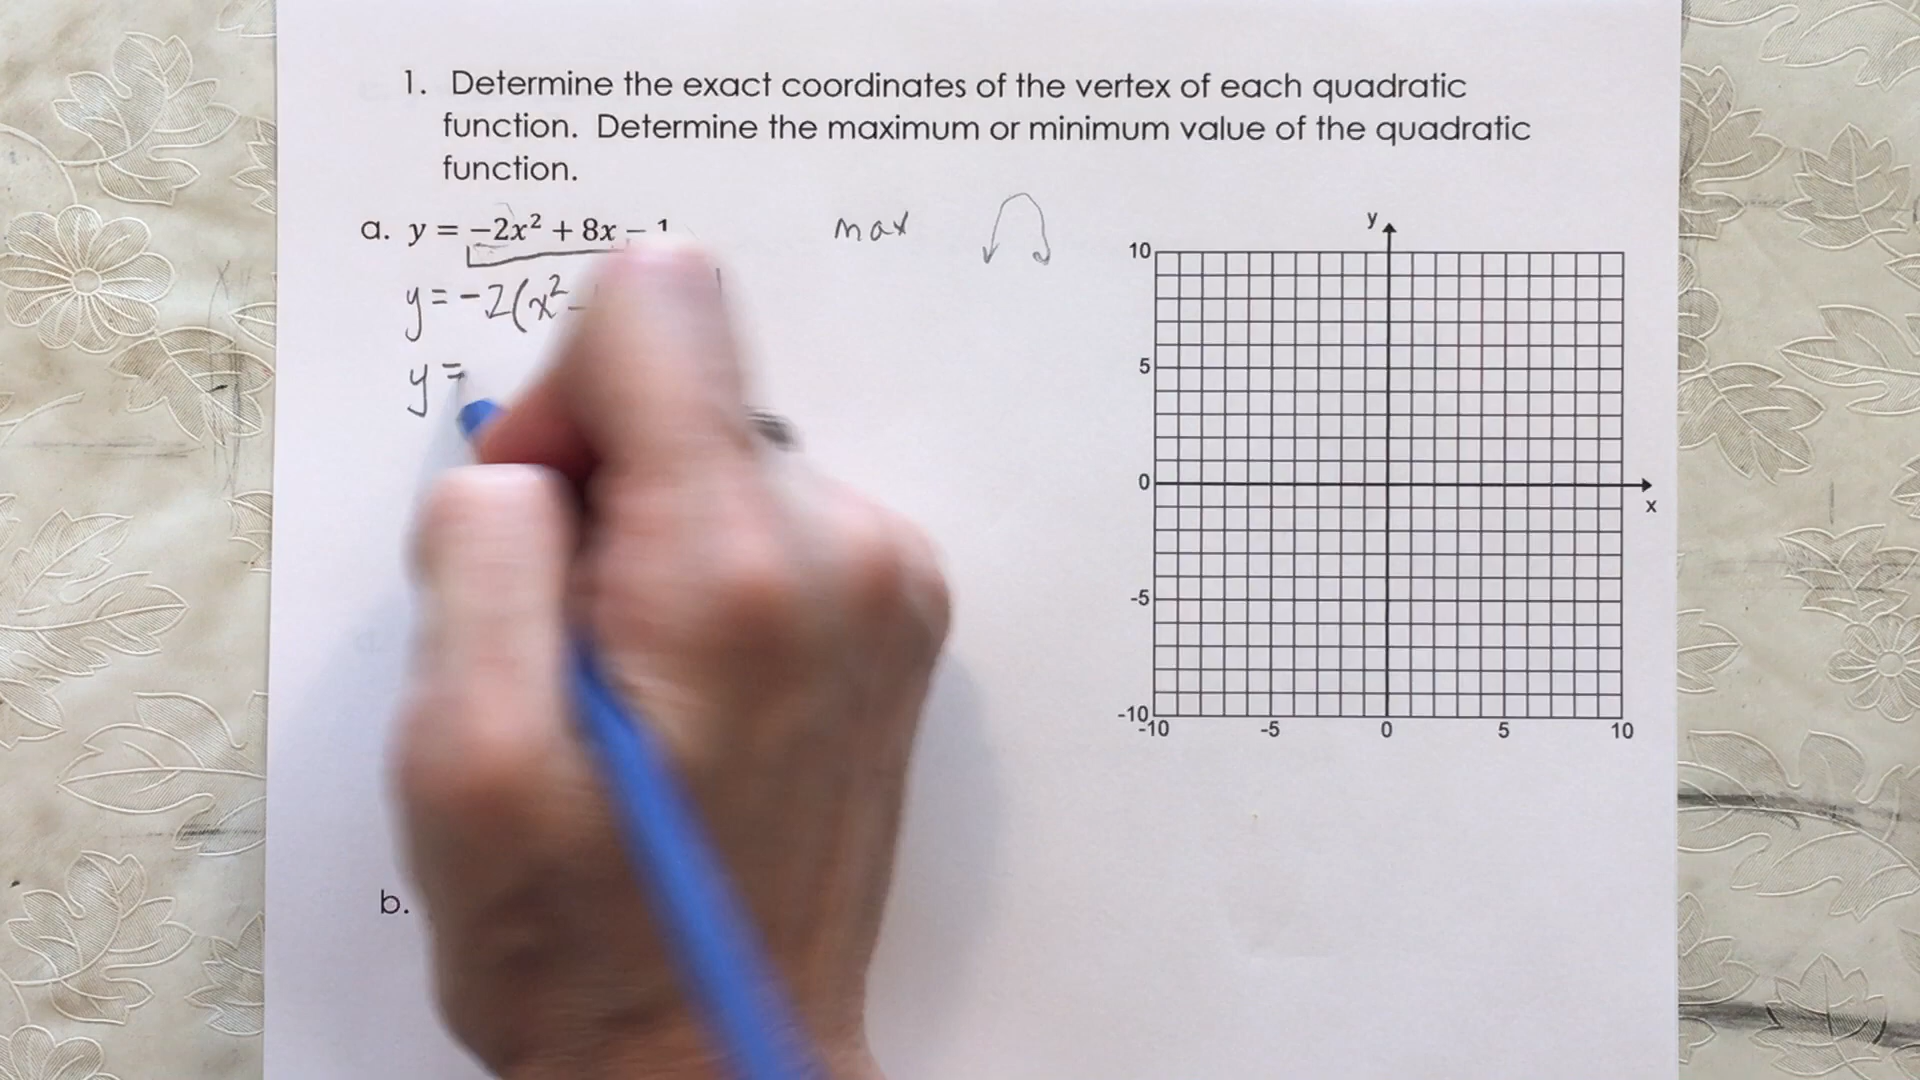 1. Determine the exact coordinates of the vertex of each quadratic
function. Determine the maximum or minimum value of the quadratic
function.
a. y = −2x² + 8x − 1
max
y = -2(x² -
y =
b.
y
10
5
0
-5
-10
x
-10 -5 0 5 10